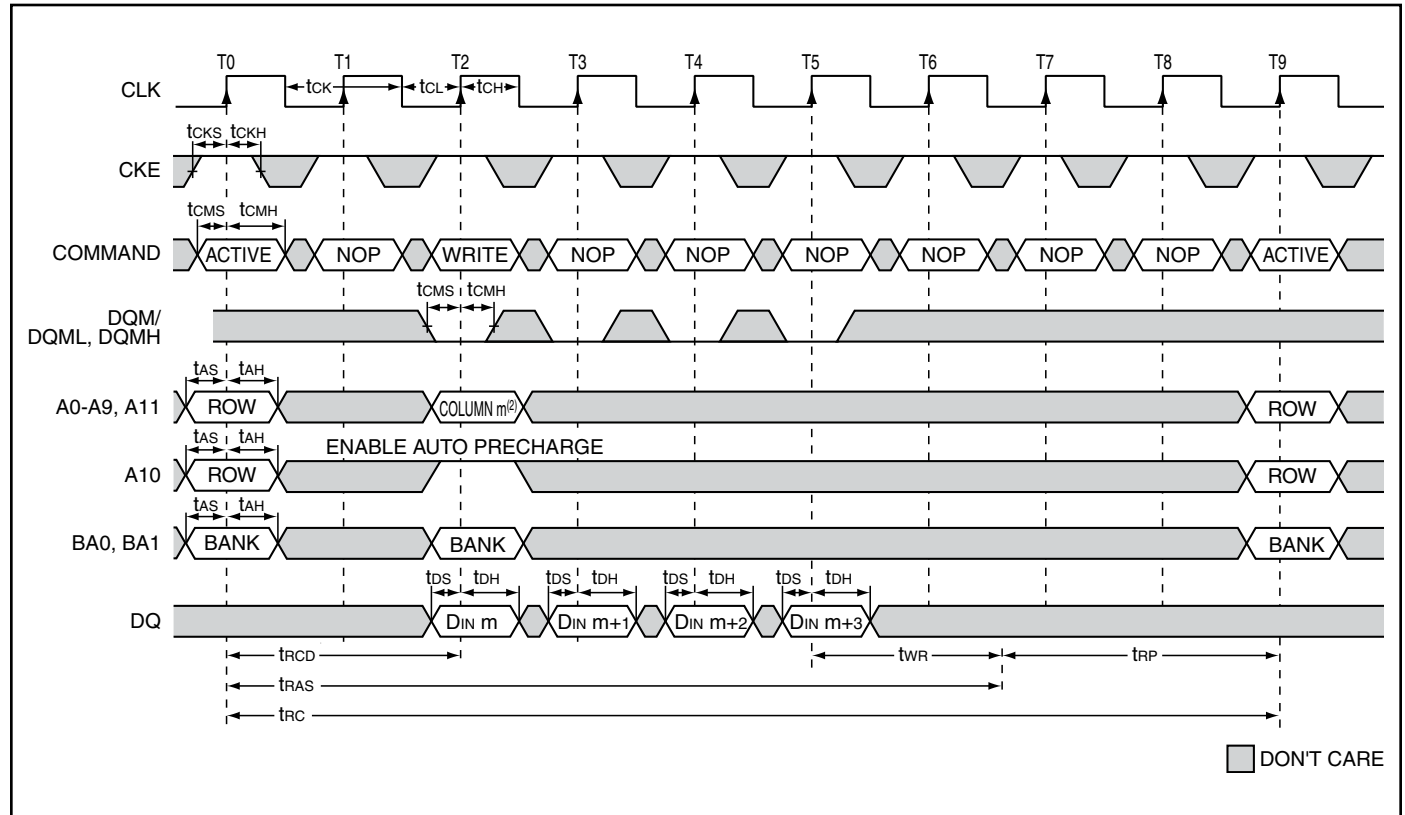 T0 T1 T2 T3 T4 T5 T6 T7 T8 T9
CLK tCK tCL tCH
tCKS tCKH
CKE
tCMS tCMH
COMMAND ACTIVE NOP WRITE NOP NOP NOP NOP NOP NOP ACTIVE
tCMS tCMH
DQM/
DQML, DQMH
tAS tAH
A0-A9, A11 ROW COLUMN m(2) ROW
tAS tAH ENABLE AUTO PRECHARGE
A10 ROW ROW
tAS tAH
BA0, BA1 BANK BANK BANK
tDS tDH tDS tDH tDS tDH tDS tDH
DQ DIN m DIN m+1 DIN m+2 DIN m+3
tRCD tWR tRP
tRAS
tRC
DON'T CARE